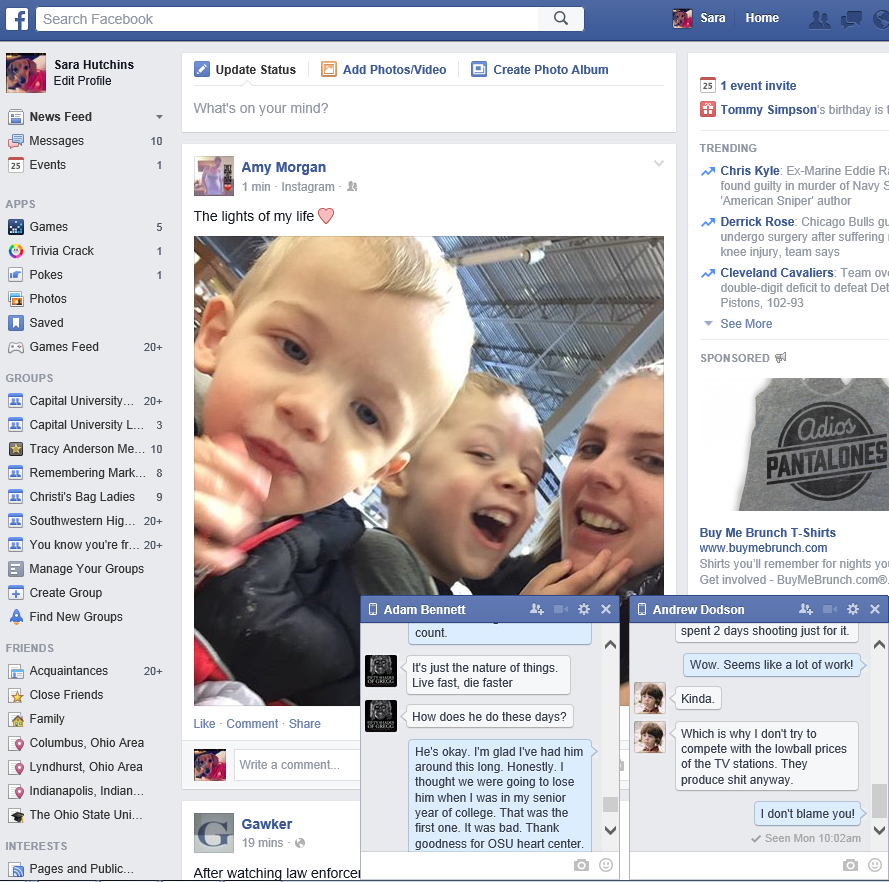 Search Facebook
Sara
Home
Sara Hutchins
Edit Profile
News Feed
Messages 10
25 Events 1
APPS
Games 5
Trivia Crack 1
Pokes 1
Photos
Saved
Games Feed 20+
GROUPS
Capital University... 20+
Capital University L... 3
Tracy Anderson Me... 10
Remembering Mark... 8
Christi's Bag Ladies 9
Southwestern Hig... 20+
You know you're fr... 20+
Manage Your Groups
Create Group
Find New Groups
FRIENDS
Acquaintances 20+
Close Friends
Family
Columbus, Ohio Area
Lyndhurst, Ohio Area
Indianapolis, Indian...
The Ohio State Uni...
INTERESTS
Pages and Public...
Update Status
Add Photos/Video
Create Photo Album
What's on your mind?
Amy Morgan
1 min · Instagram ·
The lights of my life
Like · Comment · Share
Write a comment...
Gawker
19 mins ·
After watching law enforcer
25 1 event invite
Tommy Simpson's birthday is t
TRENDING
Chris Kyle: Ex-Marine Eddie Ra
found guilty in murder of Navy S
'American Sniper' author
Derrick Rose: Chicago Bulls gu
undergo surgery after suffering
knee injury, team says
Cleveland Cavaliers: Team ove
double-digit deficit to defeat Det
Pistons, 102-93
See More
SPONSORED
Adios
PANTALONES
Buy Me Brunch T-Shirts
www.buymebrunch.com
Shirts you'll remember for nights you
Get involved - BuyMeBrunch.com®.
Adam Bennett
count.
It's just the nature of things.
Live fast, die faster
How does he do these days?
He's okay. I'm glad I've had him
around this long. Honestly. I
thought we were going to lose
him when I was in my senior
year of college. That was the
first one. It was bad. Thank
goodness for OSU heart center.
Andrew Dodson
spent 2 days shooting just for it.
Wow. Seems like a lot of work!
Kinda.
Which is why I don't try to
compete with the lowball prices
of the TV stations. They
produce shit anyway.
I don't blame you!
Seen Mon 10:02am